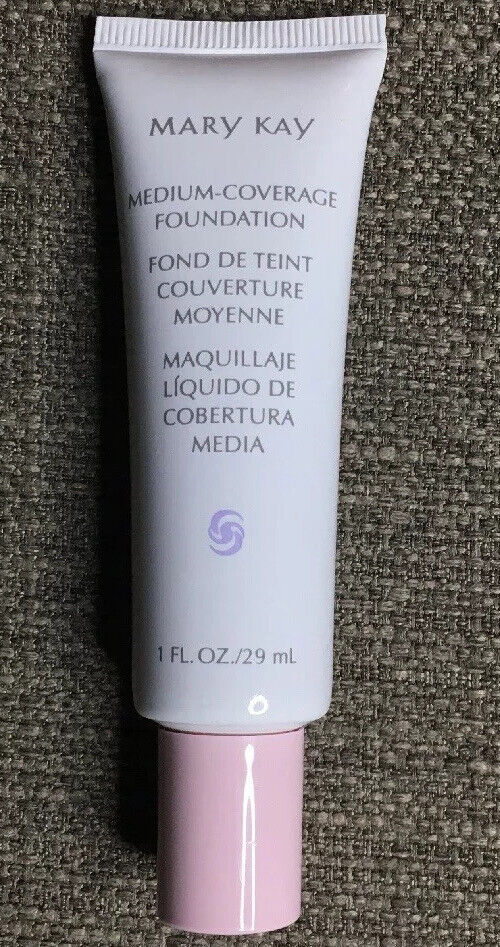 MARY KAY
MEDIUM-COVERAGE
FOUNDATION
FOND DE TEINT
COUVERTURE
MOYENNE
MAQUILLAJE
LÍQUIDO DE
COBERTURA
MEDIA
1 FL. OZ./29 mL